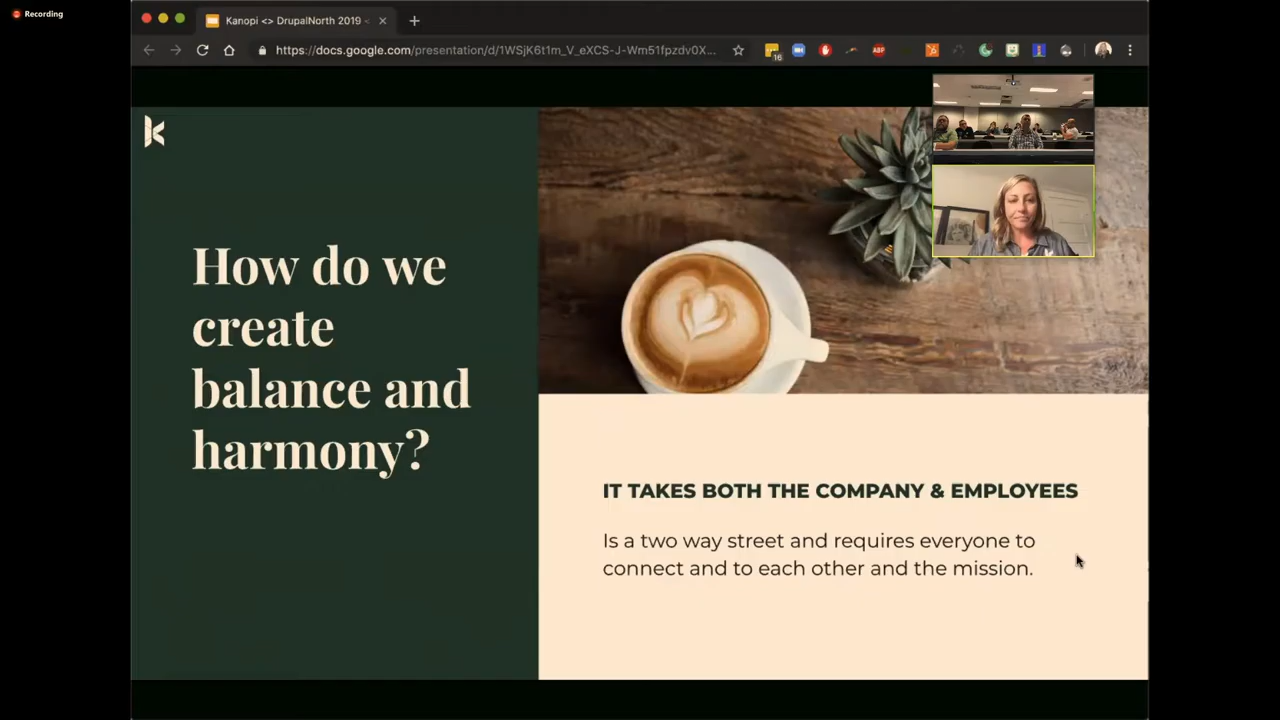 Recording
Kanopi <> DrupalNorth 2019 <
https://docs.google.com/presentation/d/1WSjK6t1m_V_eXCS-J-Wm51fpzdv0X...
16
ABP
How do we
create
balance and
harmony?
IT TAKES BOTH THE COMPANY & EMPLOYEES
Is a two way street and requires everyone to
connect and to each other and the mission.